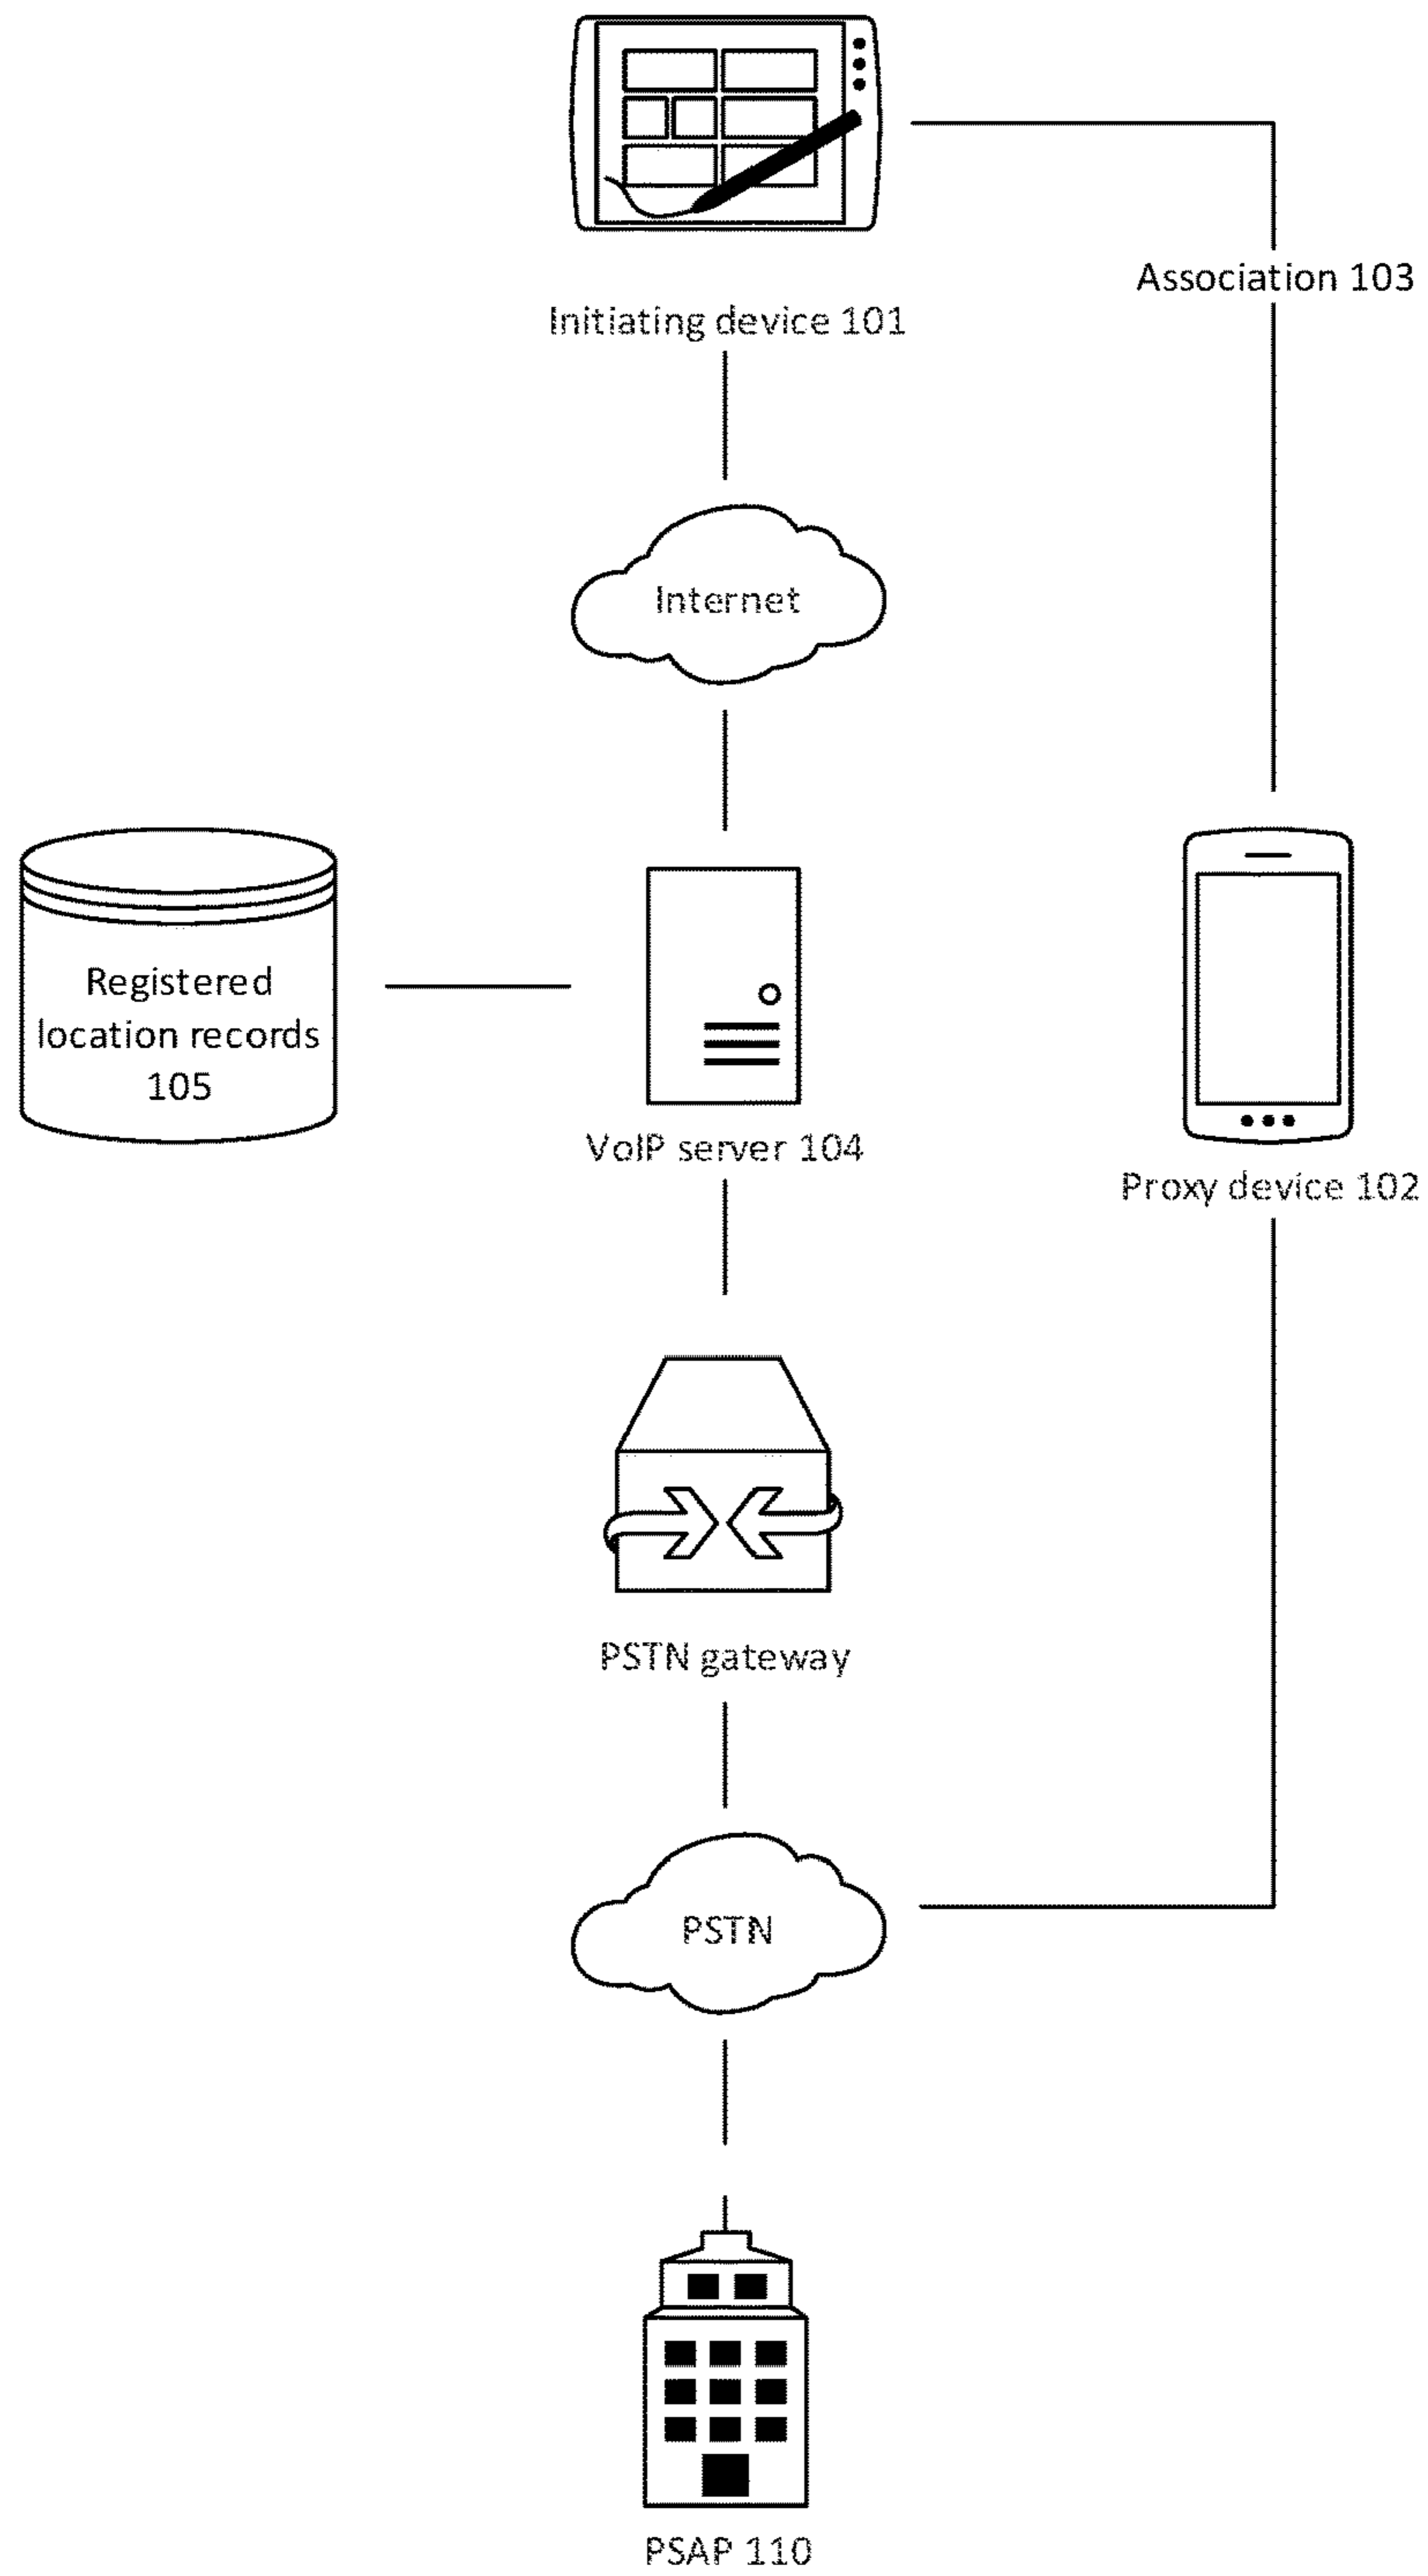 Association 103
Initiating device 101
Internet
Registered
location records
105
VoIP server 104
Proxy device 102
PSTN gateway
PSTN
PSAP 110